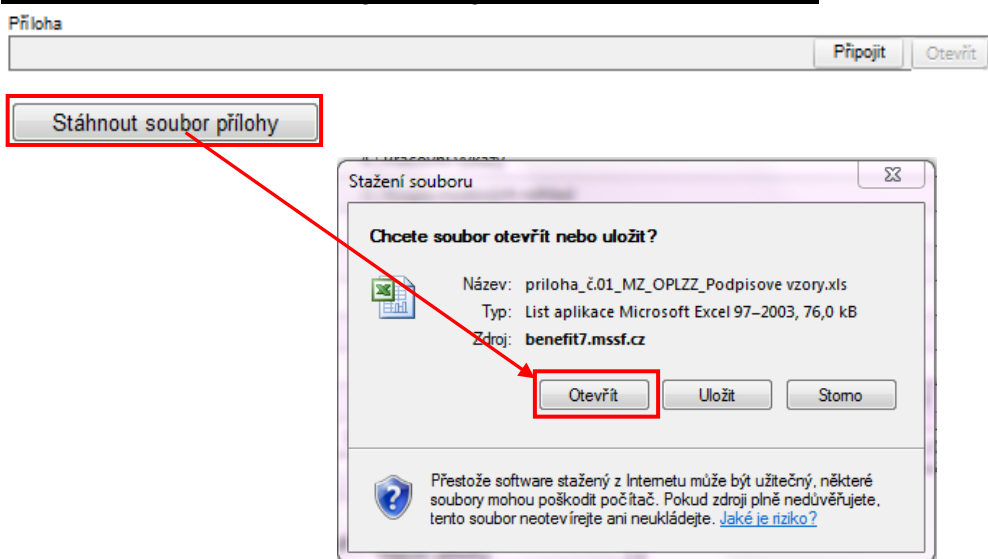 Příloha
Připojit
Otevřít
Stáhnout soubor přílohy
Stažení souboru
Chcete soubor otevřít nebo uložit?
Název: priloha_č.01_MZ_OPLZZ_Podpisove vzory.xls
Typ: List aplikace Microsoft Excel 97–2003, 76,0 kB
Zdroj: benefit7.mssf.cz
Otevřít
Uložit
Storno
Přestože software stažený z Internetu může být užitečný, některé
soubory mohou poškodit počítač. Pokud zdroji plně nedůvěřujete,
tento soubor neotevírejte ani neukládejte. Jaké je riziko?